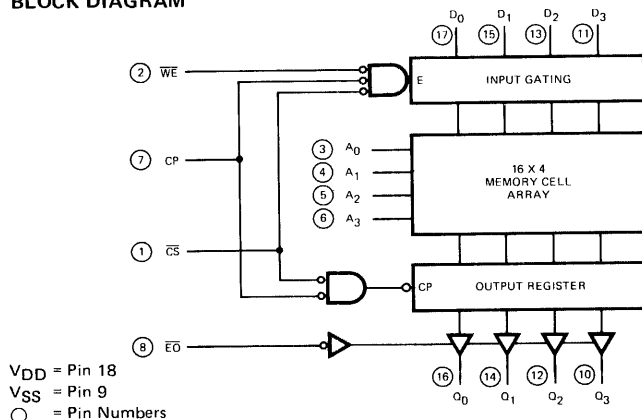 BLOCK DIAGRAM
D0 D1 D2 D3
17 15 13 11
2 WE
E INPUT GATING
7 CP
3 A0
4 A1
5 A2
6 A3
16 X 4
MEMORY CELL
ARRAY
1 CS
CP OUTPUT REGISTER
8 EO
16 14 12 10
Q0 Q1 Q2 Q3
VDD = Pin 18
VSS = Pin 9
= Pin Numbers